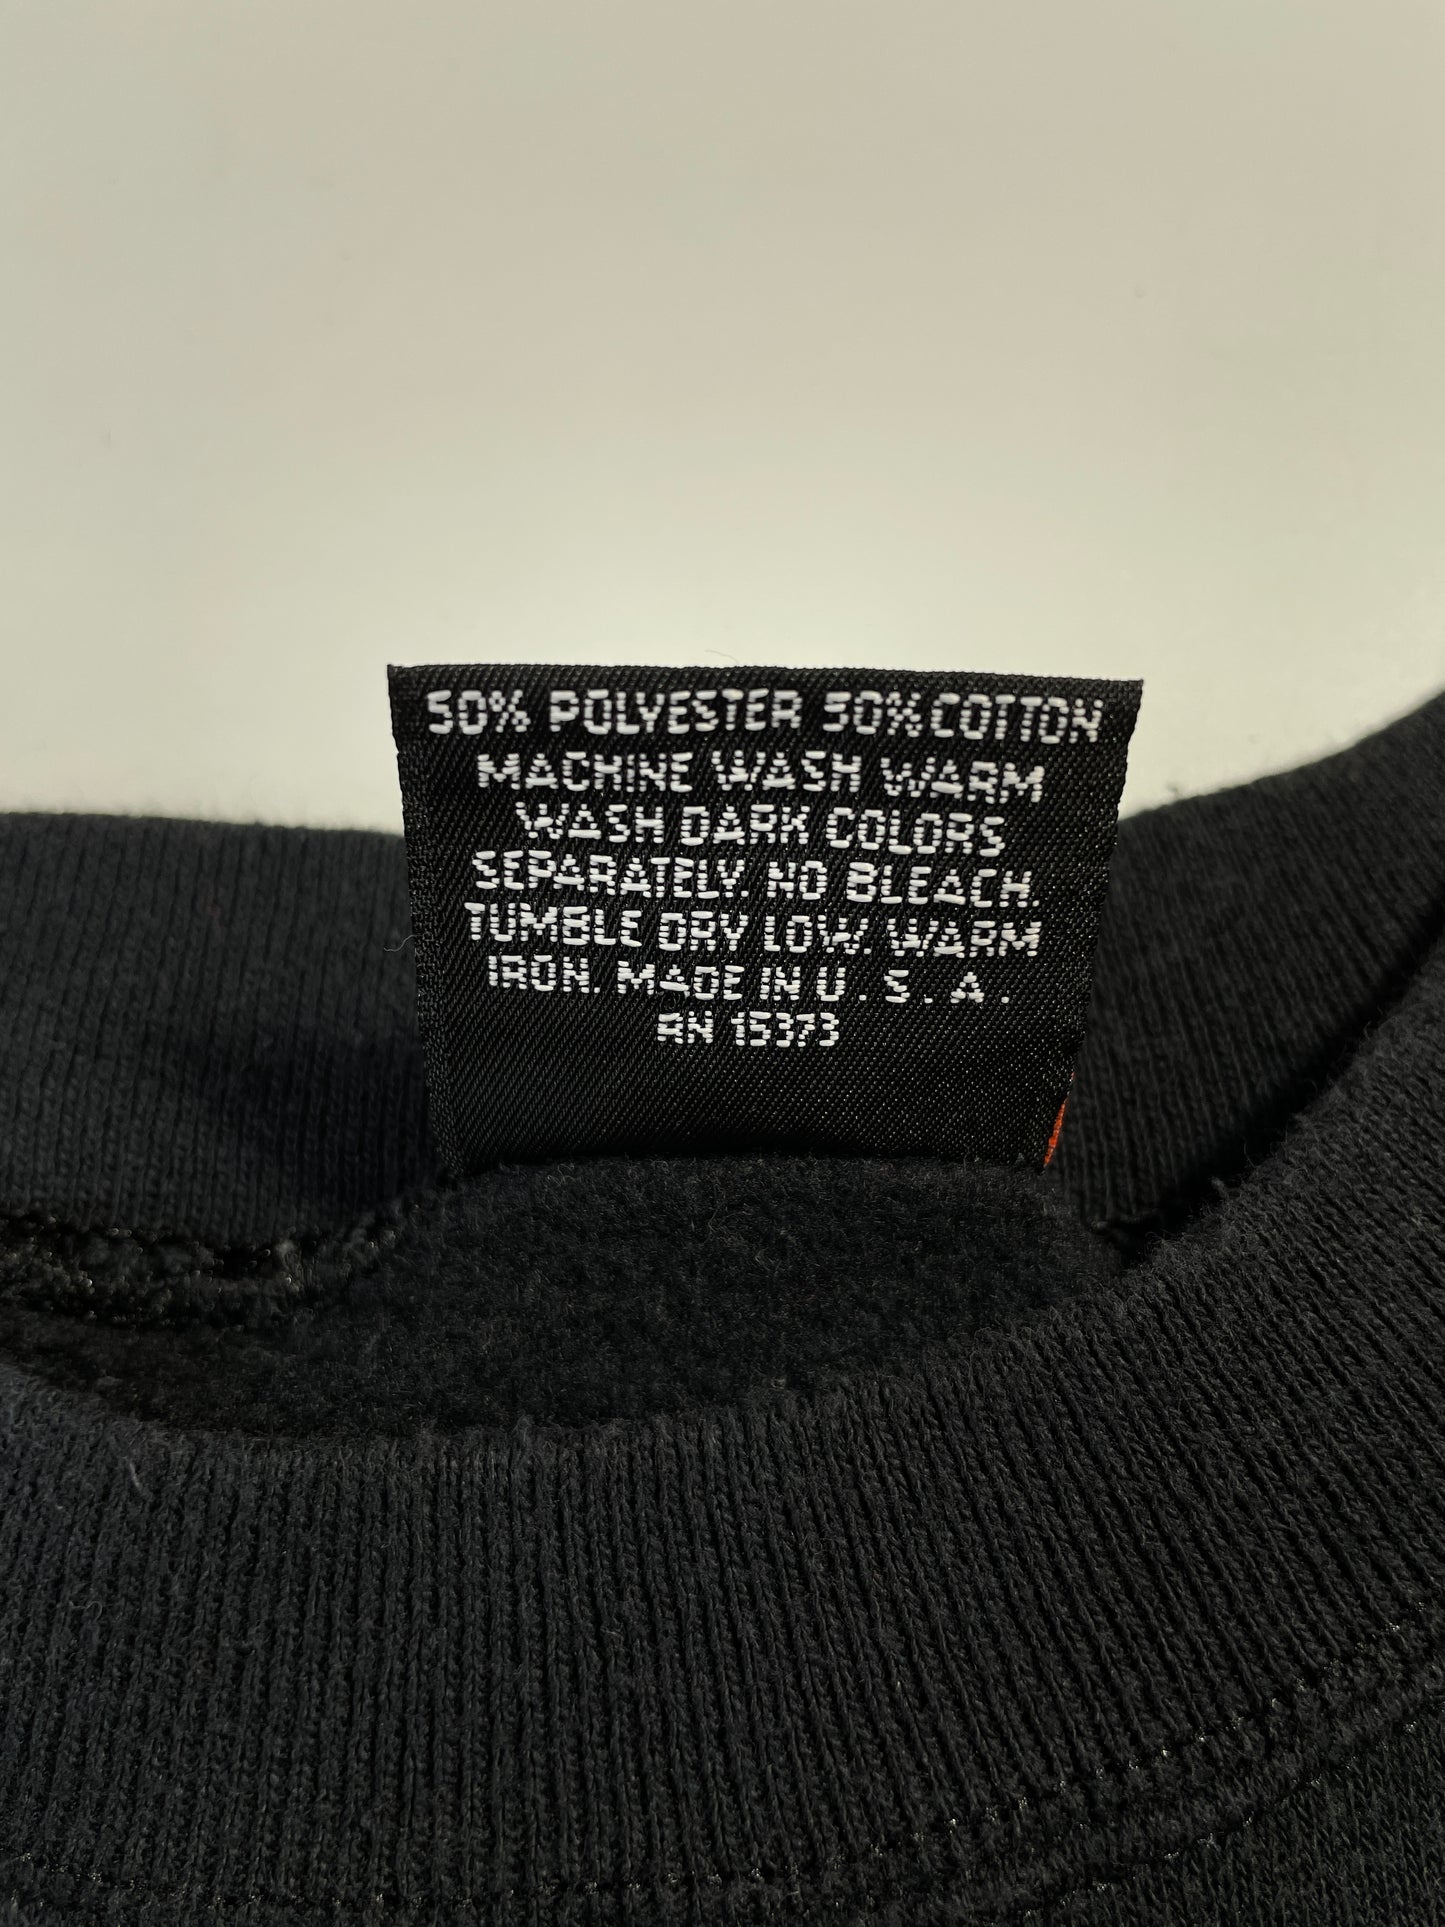 50% POLYESTER 50% COTTON
MACHINE WASH WARM
WASH DARK COLORS
SEPARATELY. NO BLEACH.
TUMBLE DRY LOW. WARM
IRON. MADE IN U.S.A.
RN 15373